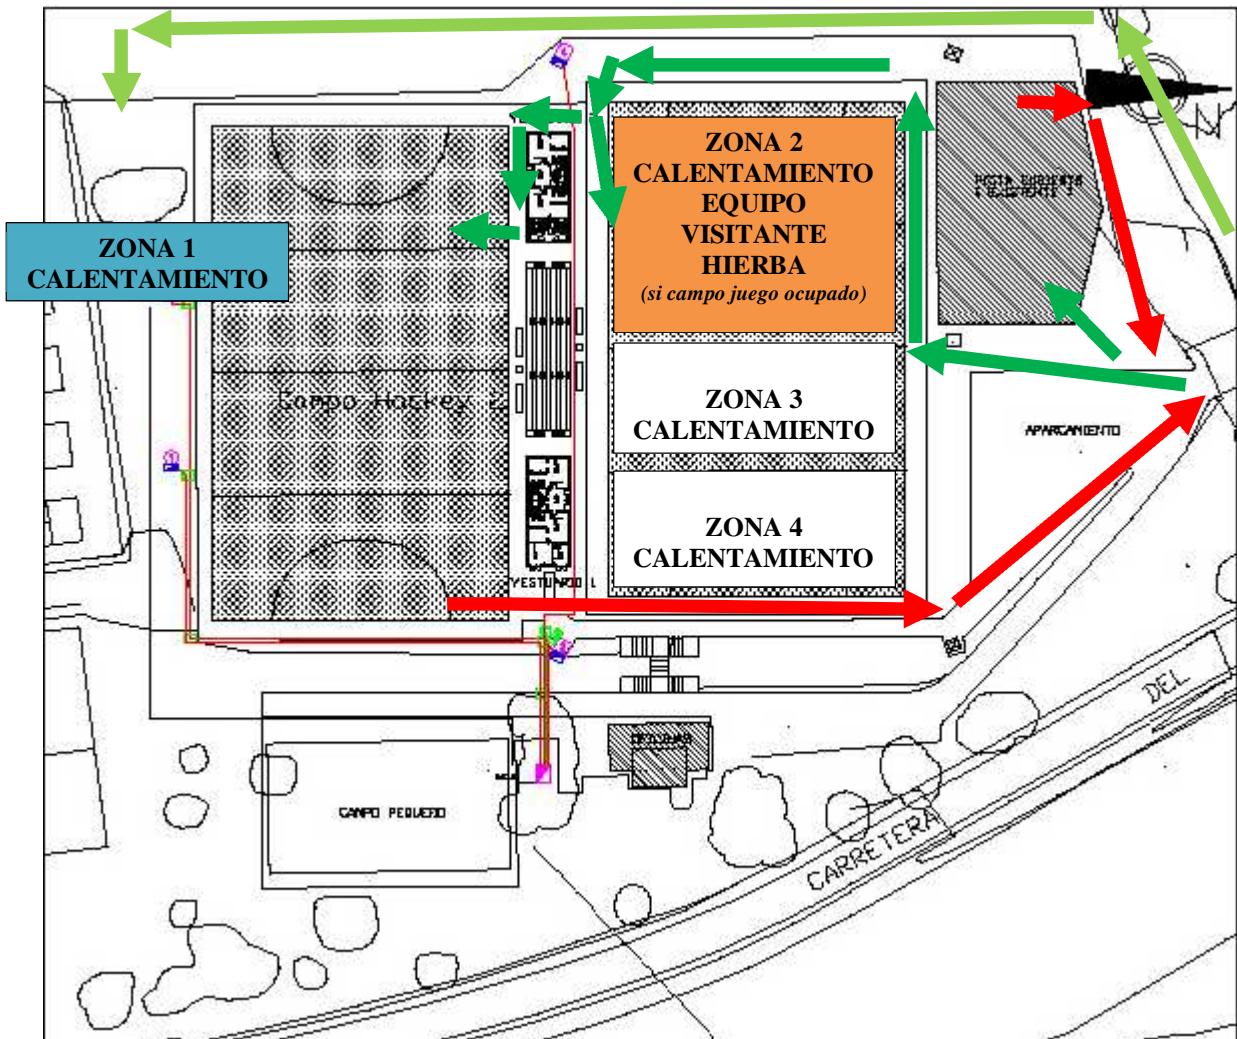 ZONA 2
CALENTAMIENTO
EQUIPO
VISITANTE
HIERBA
(si campo juego ocupado)
N
ZONA 1
CALENTAMIENTO
Campo Hockey
ZONA 3
CALENTAMIENTO
APARCAMIENTO
ZONA 4
CALENTAMIENTO
VESTUARIO 1
CAMPO PEQUEÑO
CARRETERA
DEL